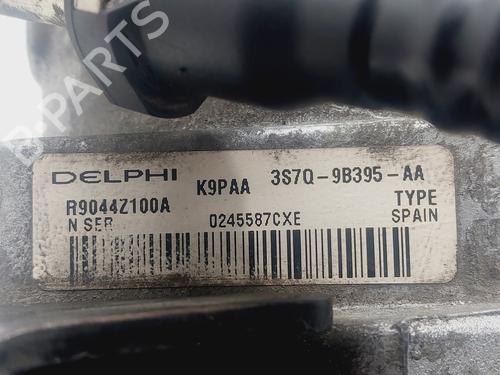 DELPHI K9PAA 3S7Q-9B395-AA
R9044Z100A TYPE
N SER 0245587CXE SPAIN
B-PARTS